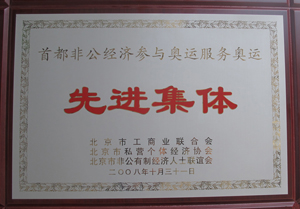 首都非公经济参与奥运服务奥运
先进集体
北京市工商业联合会
北京市私营个体经济协会
北京市非公有制经济人士联谊会
二〇〇八年十月三十一日